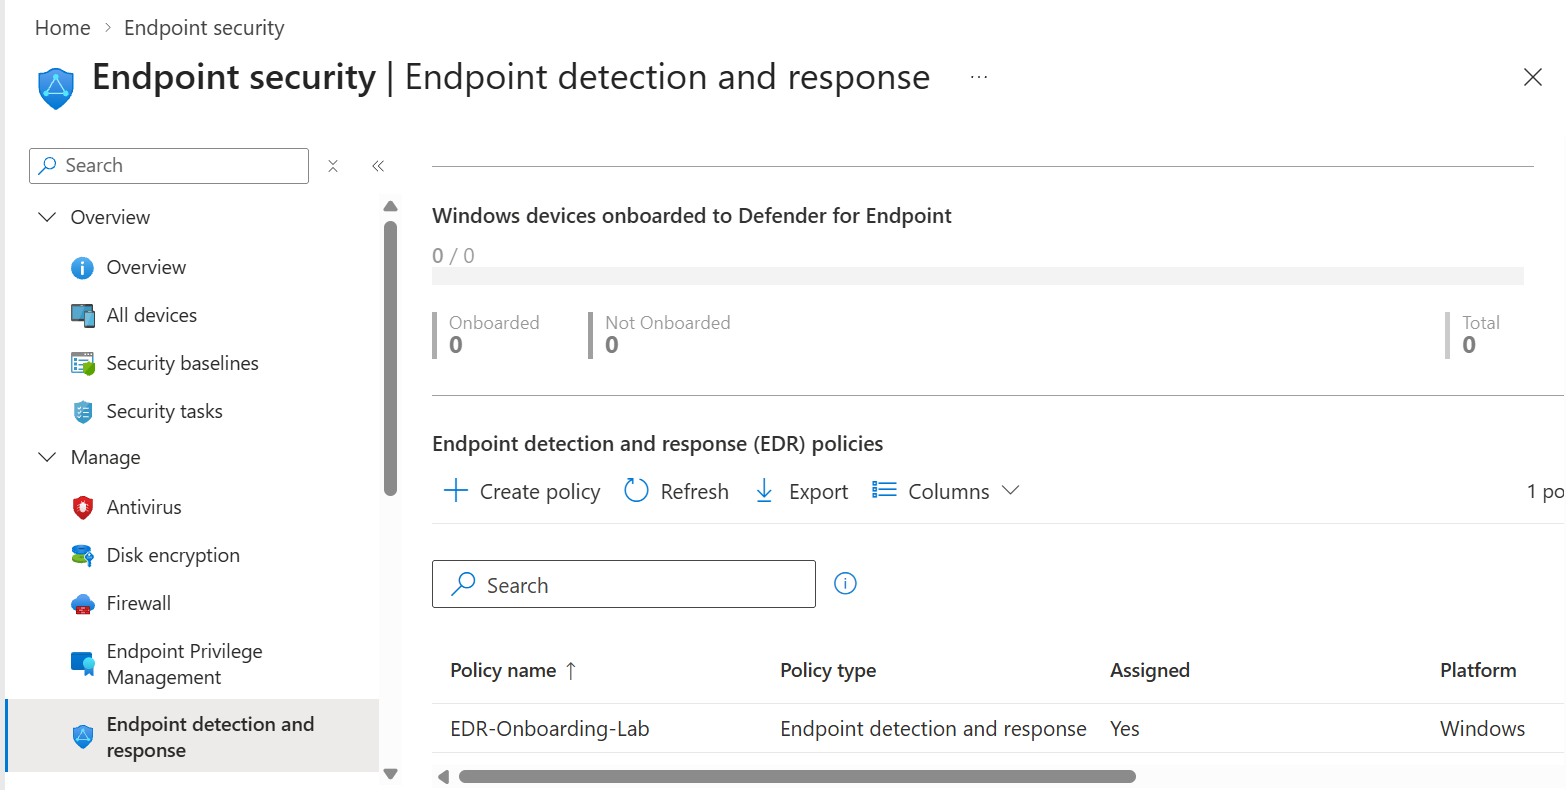 Home > Endpoint security
Endpoint security | Endpoint detection and response ...
Search
Overview
Overview
All devices
Security baselines
Security tasks
Manage
Antivirus
Disk encryption
Firewall
Endpoint Privilege
Management
Endpoint detection and
response
Windows devices onboarded to Defender for Endpoint
0 / 0
Onboarded Not Onboarded Total
0 0 0
Endpoint detection and response (EDR) policies
Create policy Refresh Export Columns 1 po
Search
Policy name ↑ Policy type Assigned Platform
EDR-Onboarding-Lab Endpoint detection and response Yes Windows